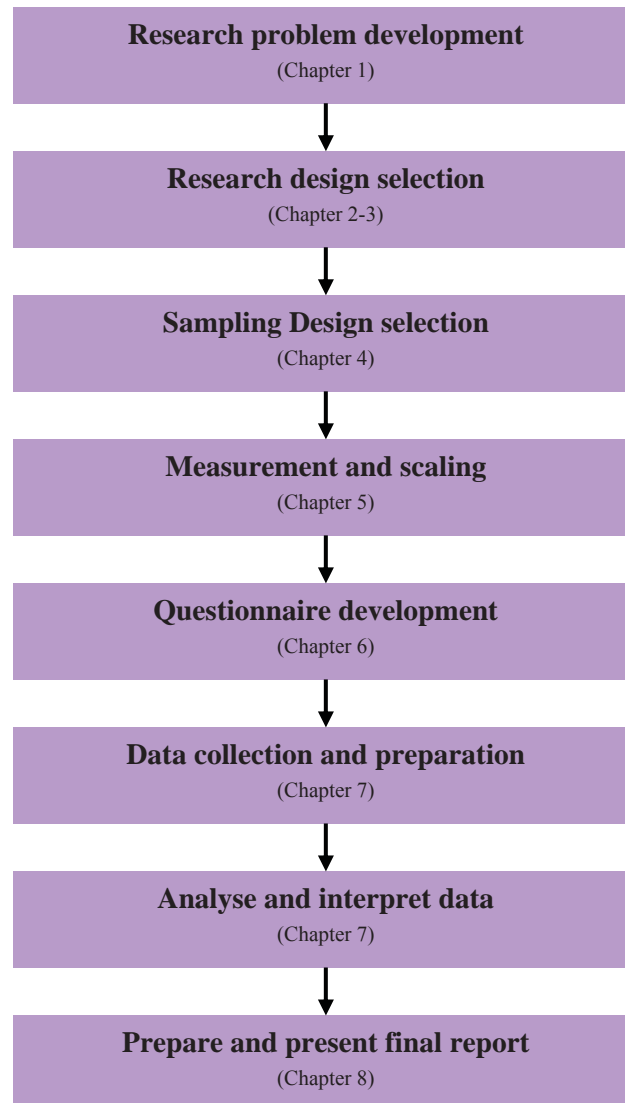 Research problem development
(Chapter 1)
Research design selection
(Chapter 2-3)
Sampling Design selection
(Chapter 4)
Measurement and scaling
(Chapter 5)
Questionnaire development
(Chapter 6)
Data collection and preparation
(Chapter 7)
Analyse and interpret data
(Chapter 7)
Prepare and present final report
(Chapter 8)